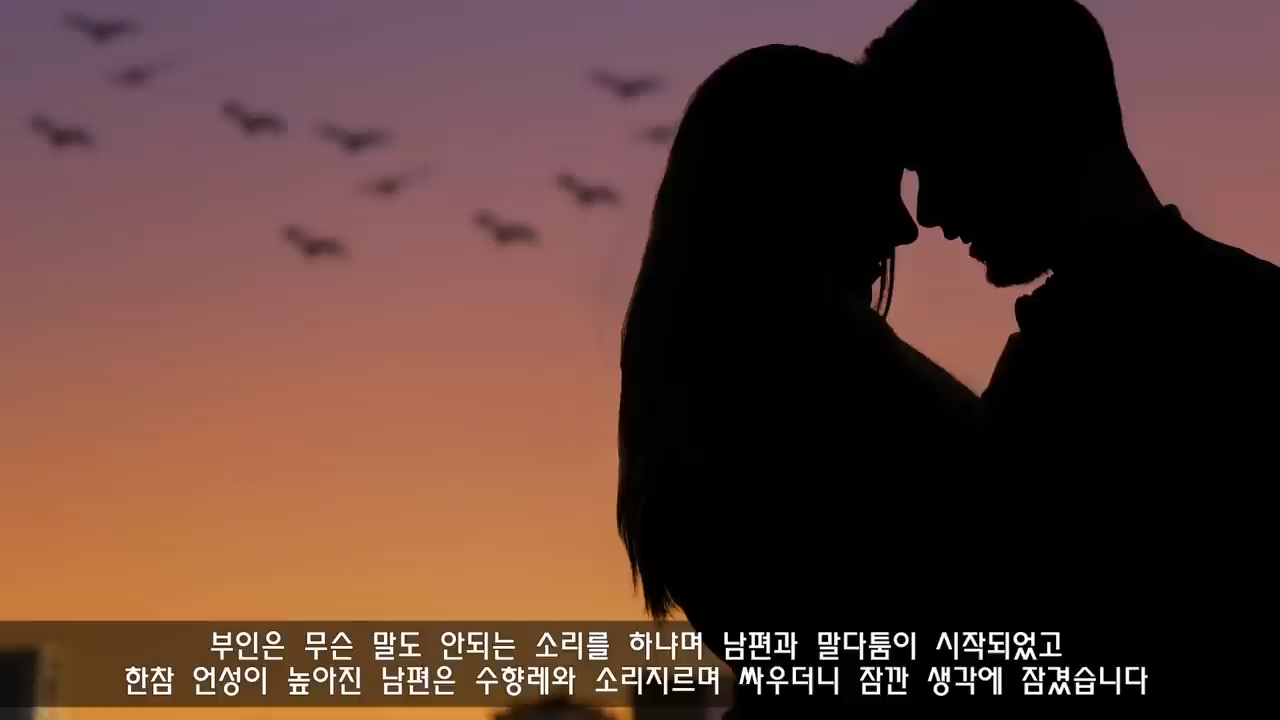 부인은 무슨 말도 안되는 소리를 하냐며 남편과 말다툼이 시작되었고
한참 언성이 높아진 남편은 수향레와 소리지르며 싸우더니 잠깐 생각에 잠겼습니다